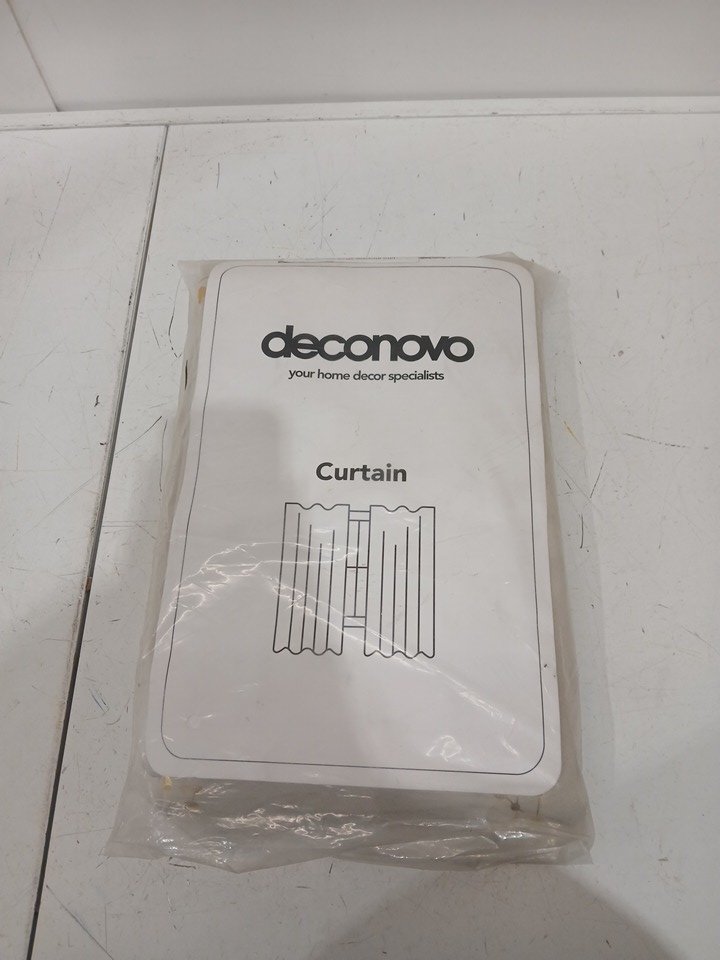 deconovo
your home decor specialists
Curtain